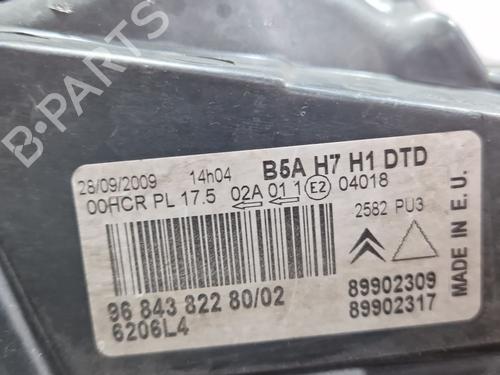 B-PARTS
28/09/2009 14h04 B5A H7 H1 DTD
00HCR PL 17.5 02A 01 1 E2 04018
2582 PU3
96 843 822 80/02
6206L4
89902309
89902317
MADE IN E.U.